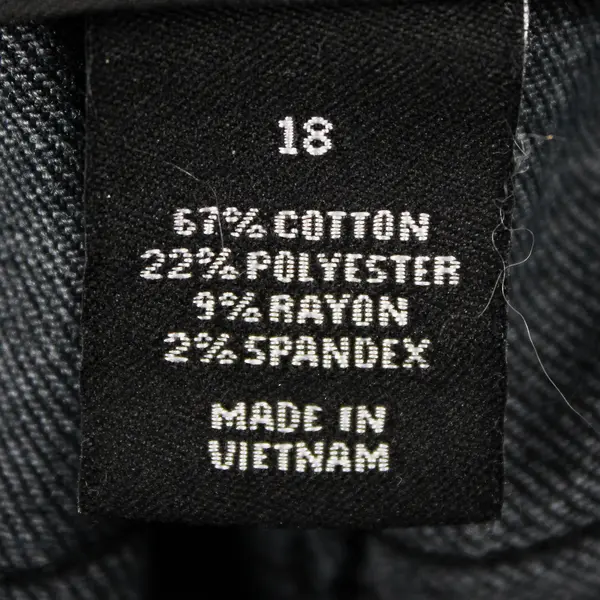 18
67% COTTON
22% POLYESTER
9% RAYON
2% SPANDEX
MADE IN
VIETNAM